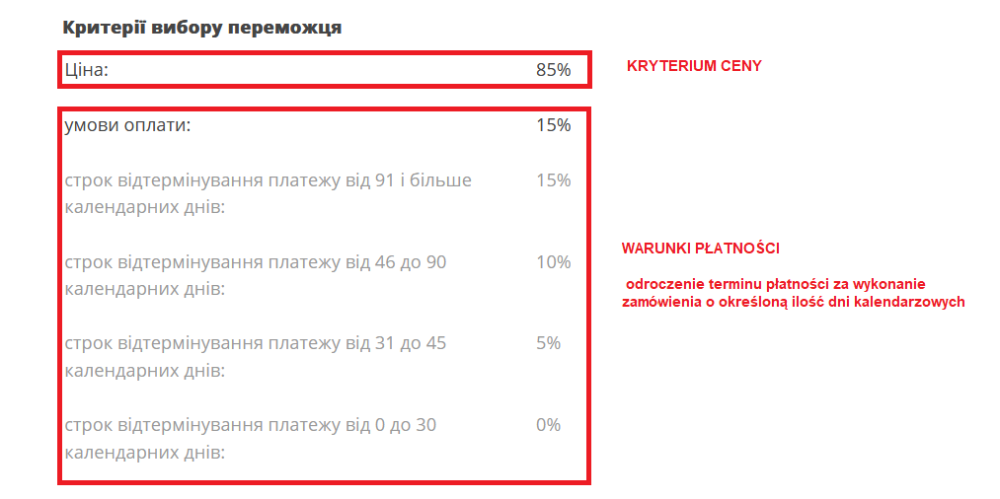 Критерії вибору переможця
Ціна: 85%
KRYTERIUM CENY
умови оплати: 15%
строк відтермінування платежу від 91 і більше 15%
календарних днів:
строк відтермінування платежу від 46 до 90 10%
календарних днів:
строк відтермінування платежу від 31 до 45 5%
календарних днів:
строк відтермінування платежу від 0 до 30 0%
календарних днів:
WARUNKI PŁATNOŚCI
odroczenie terminu płatności za wykonanie
zamówienia o określoną ilość dni kalendarzowych